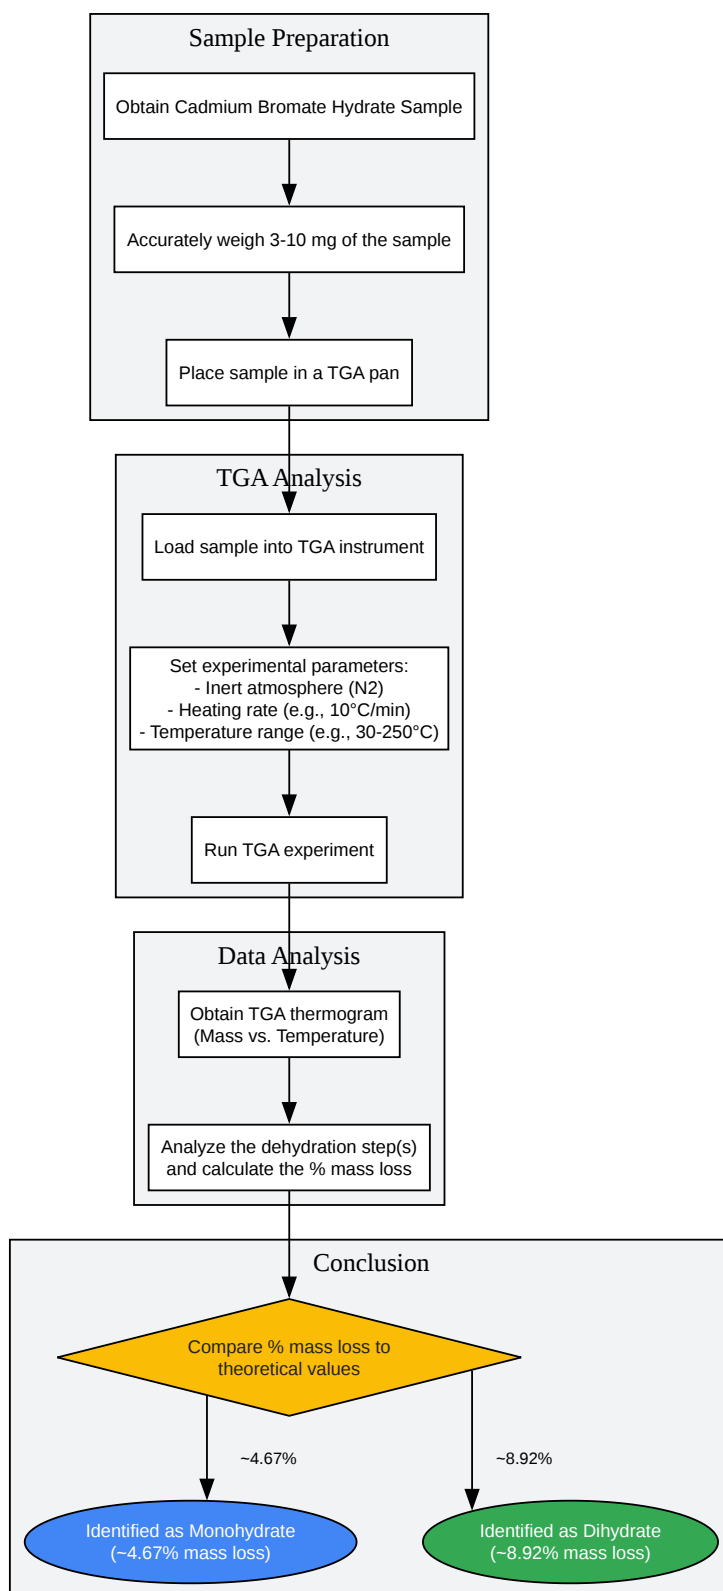 Sample Preparation
Obtain Cadmium Bromate Hydrate Sample
Accurately weigh 3-10 mg of the sample
Place sample in a TGA pan
TGA Analysis
Load sample into TGA instrument
Set experimental parameters:
- Inert atmosphere (N2)
- Heating rate (e.g., 10°C/min)
- Temperature range (e.g., 30-250°C)
Run TGA experiment
Data Analysis
Obtain TGA thermogram
(Mass vs. Temperature)
Analyze the dehydration step(s)
and calculate the % mass loss
Conclusion
Compare % mass loss to
theoretical values
~4.67%
~8.92%
Identified as Monohydrate
(~4.67% mass loss)
Identified as Dihydrate
(~8.92% mass loss)